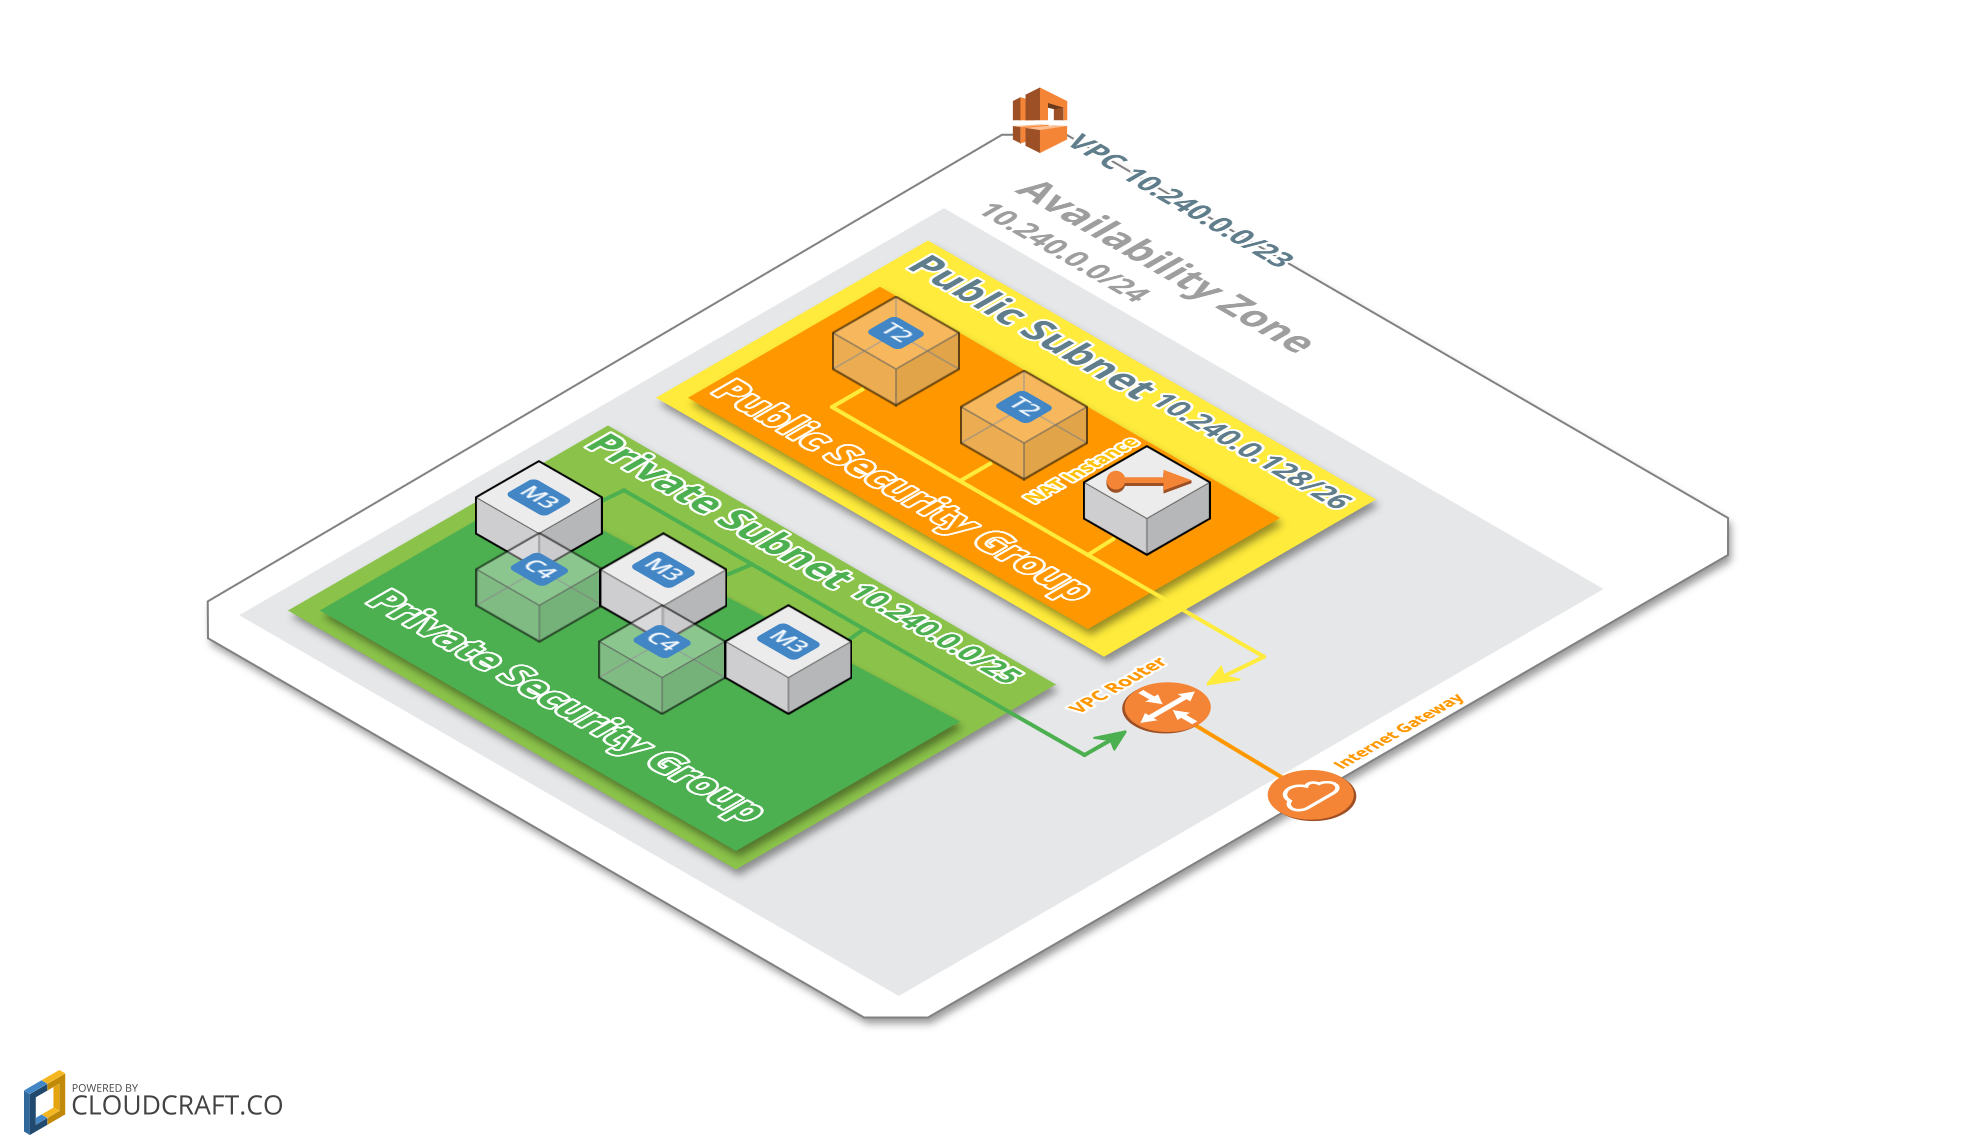 VPC 10.240.0.0/23
Availability Zone
10.240.0.0/24
Public Subnet 10.240.0.128/26
T2
T2
NAT Instance
Public Security Group
Private Subnet 10.240.0.0/25
M3
C4
M3
C4
M3
Private Security Group
VPC Router
Internet Gateway
POWERED BY
CLOUDCRAFT.CO